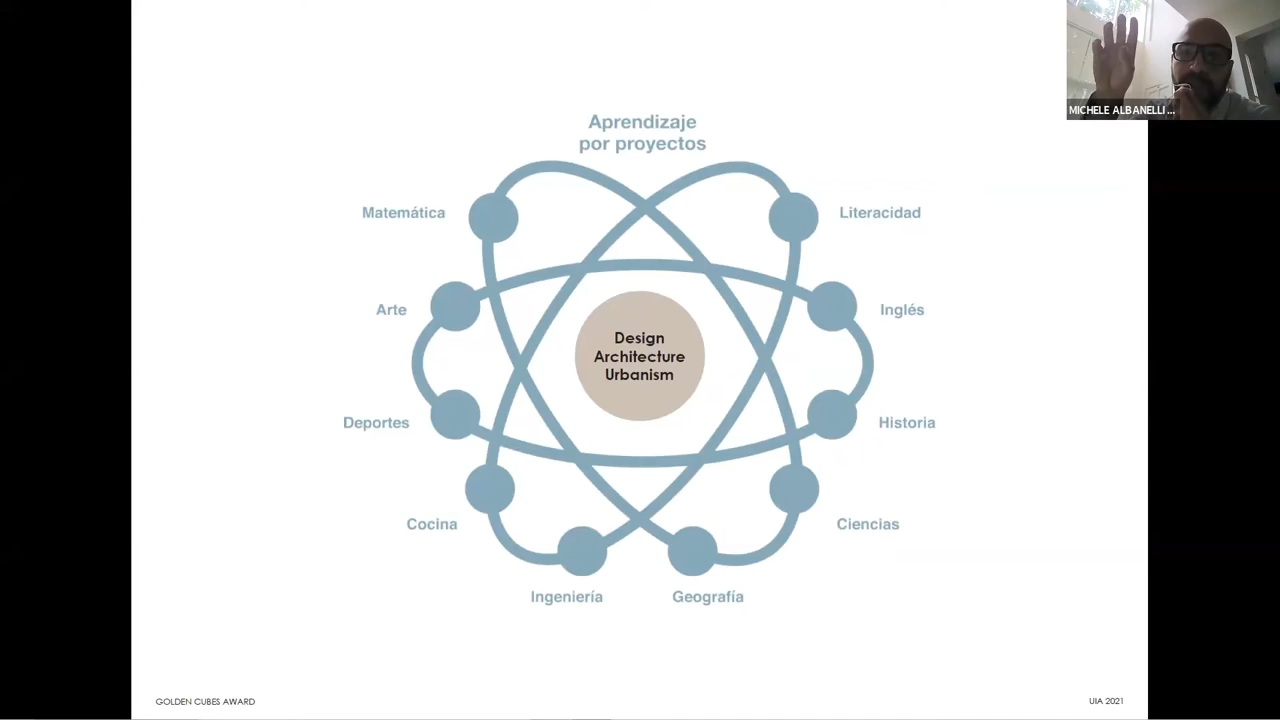 MICHELE ALBANELLI ...
Aprendizaje
por proyectos
Matemática
Literacidad
Arte
Inglés
Design
Architecture
Urbanism
Deportes
Historia
Cocina
Ciencias
Ingeniería
Geografía
GOLDEN CUBES AWARD
UIA 2021